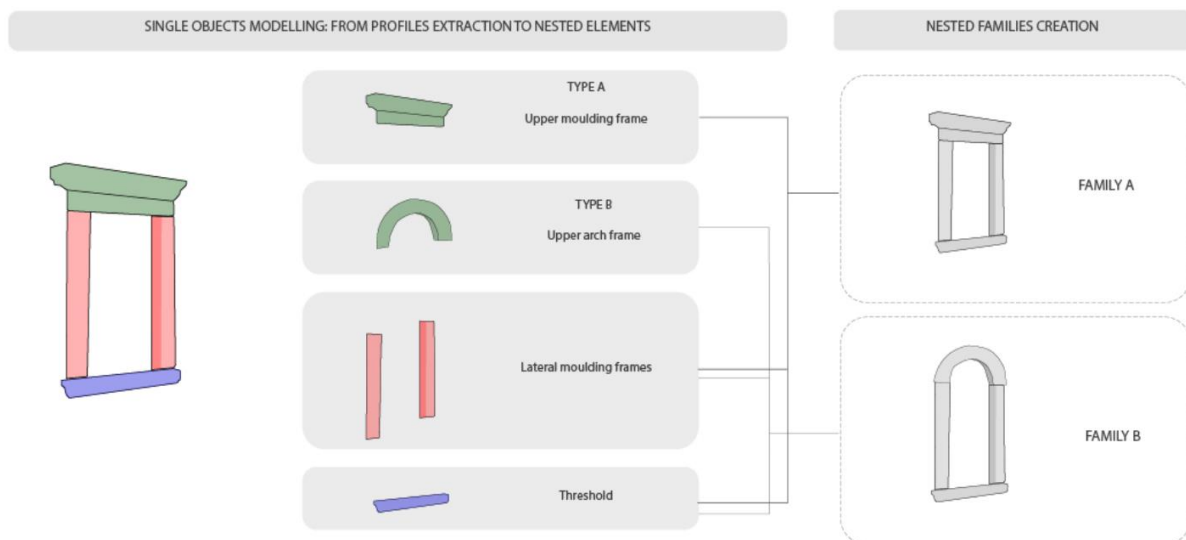 SINGLE OBJECTS MODELLING: FROM PROFILES EXTRACTION TO NESTED ELEMENTS
NESTED FAMILIES CREATION
TYPE A
Upper moulding frame
TYPE B
Upper arch frame
Lateral moulding frames
Threshold
FAMILY A
FAMILY B